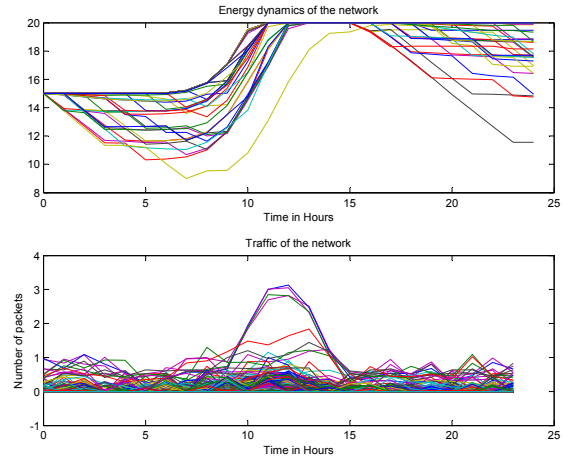 Energy dynamics of the network
20
18
16
14
12
10
8
0 5 10 15 20 25
Time in Hours
Traffic of the network
Number of packets
4
3
2
1
0
-1
0 5 10 15 20 25
Time in Hours